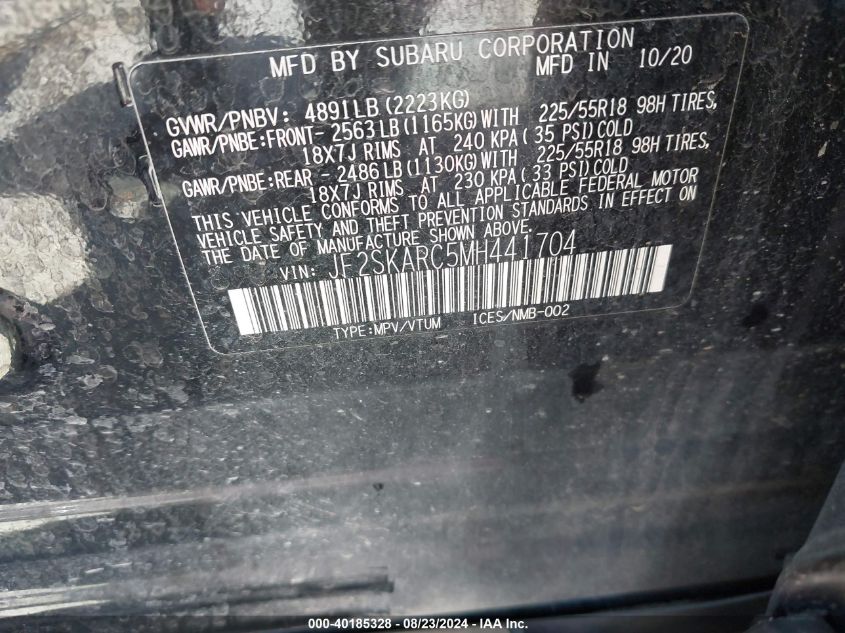 MFD BY SUBARU CORPORATION
MFD IN 10/20
GVWR/PNBV: 4891LB (2223KG)
GAWR/PNBE:FRONT- 2563LB (1165KG)WITH 225/55R18 98H TIRES,
18X7J RIMS AT 240 KPA (35 PSI)COLD
GAWR/PNBE:REAR - 2486LB (1130KG)WITH 225/55R18 98H TIRES,
18X7J RIMS AT 230 KPA (33 PSI)COLD
THIS VEHICLE CONFORMS TO ALL APPLICABLE FEDERAL MOTOR
VEHICLE SAFETY AND THEFT PREVENTION STANDARDS IN EFFECT ON
THE DATE OF MANUFACTURE SHOWN ABOVE.
VIN: JF2SKARC5MH441704
TYPE:MPV/VTUM ICES/NMB-002
000-40185328 - 08/23/2024 - IAA Inc.